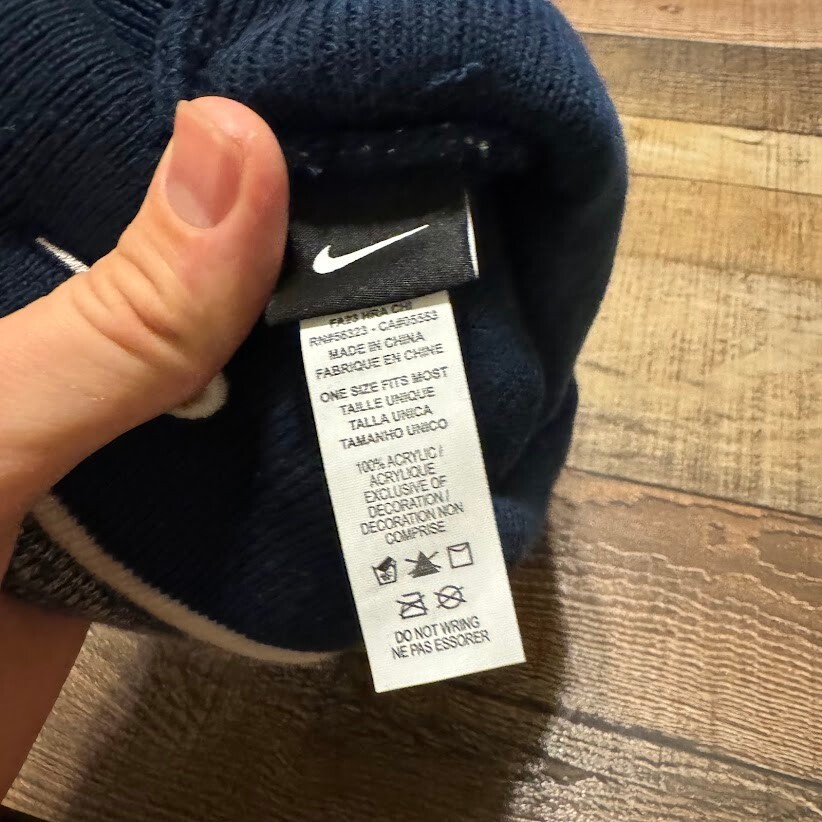 FA23 HRA CHI
RN#56323 - CA#05553
MADE IN CHINA
FABRIQUE EN CHINE
ONE SIZE FITS MOST
TAILLE UNIQUE
TALLA UNICA
TAMANHO UNICO
100% ACRYLIC /
ACRYLIQUE
EXCLUSIVE OF
DECORATION /
DECORATION NON
COMPRISE
DO NOT WRING
NE PAS ESSORER